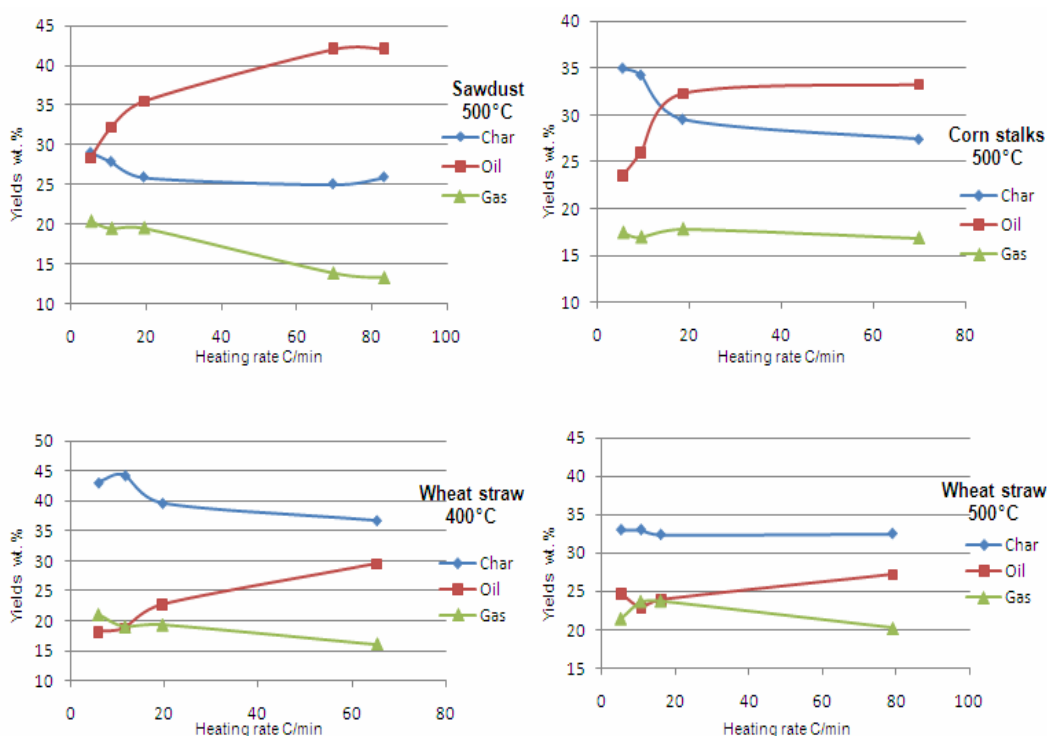 45
40
35
30
25
20
15
10
Yields wt. %
0 20 40 60 80 100
Heating rate C/min
Sawdust
500°C
Char
Oil
Gas
40
35
30
25
20
15
10
Yields wt. %
0 20 40 60 80
Heating rate C/min
Corn stalks
500°C
Char
Oil
Gas
50
45
40
35
30
25
20
15
10
Yields wt. %
0 20 40 60 80
Heating rate C/min
Wheat straw
400°C
Char
Oil
Gas
45
40
35
30
25
20
15
Yields wt. %
0 20 40 60 80 100
Heating rate C/min
Wheat straw
500°C
Char
Oil
Gas